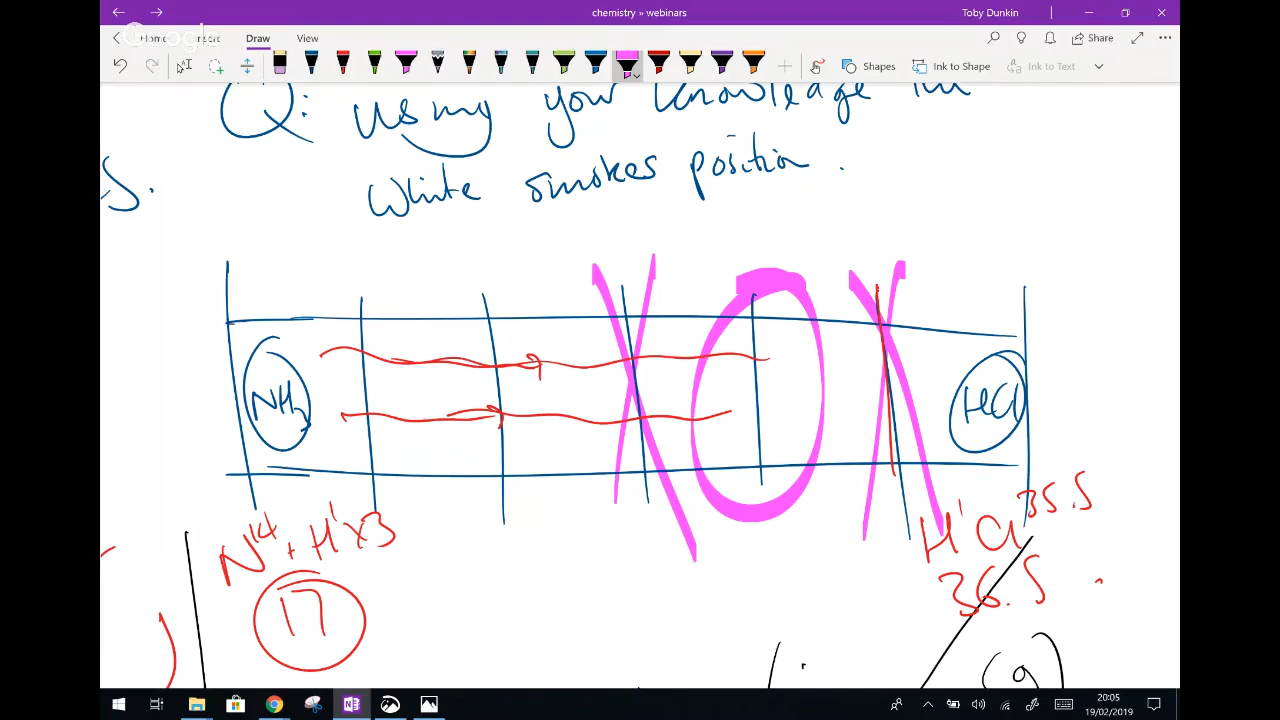 chemistry » webinars
Toby Dunkin
Google
Home
Insert
Draw
View
Share
Shapes
Ink to Shape
Ink to Text
Q: Using your knowledge
S.
White smokes position.
NH3
HCl
N14 + H1x3
17
H1 Cl35.5
36.5
(g)
20:05
19/02/2019